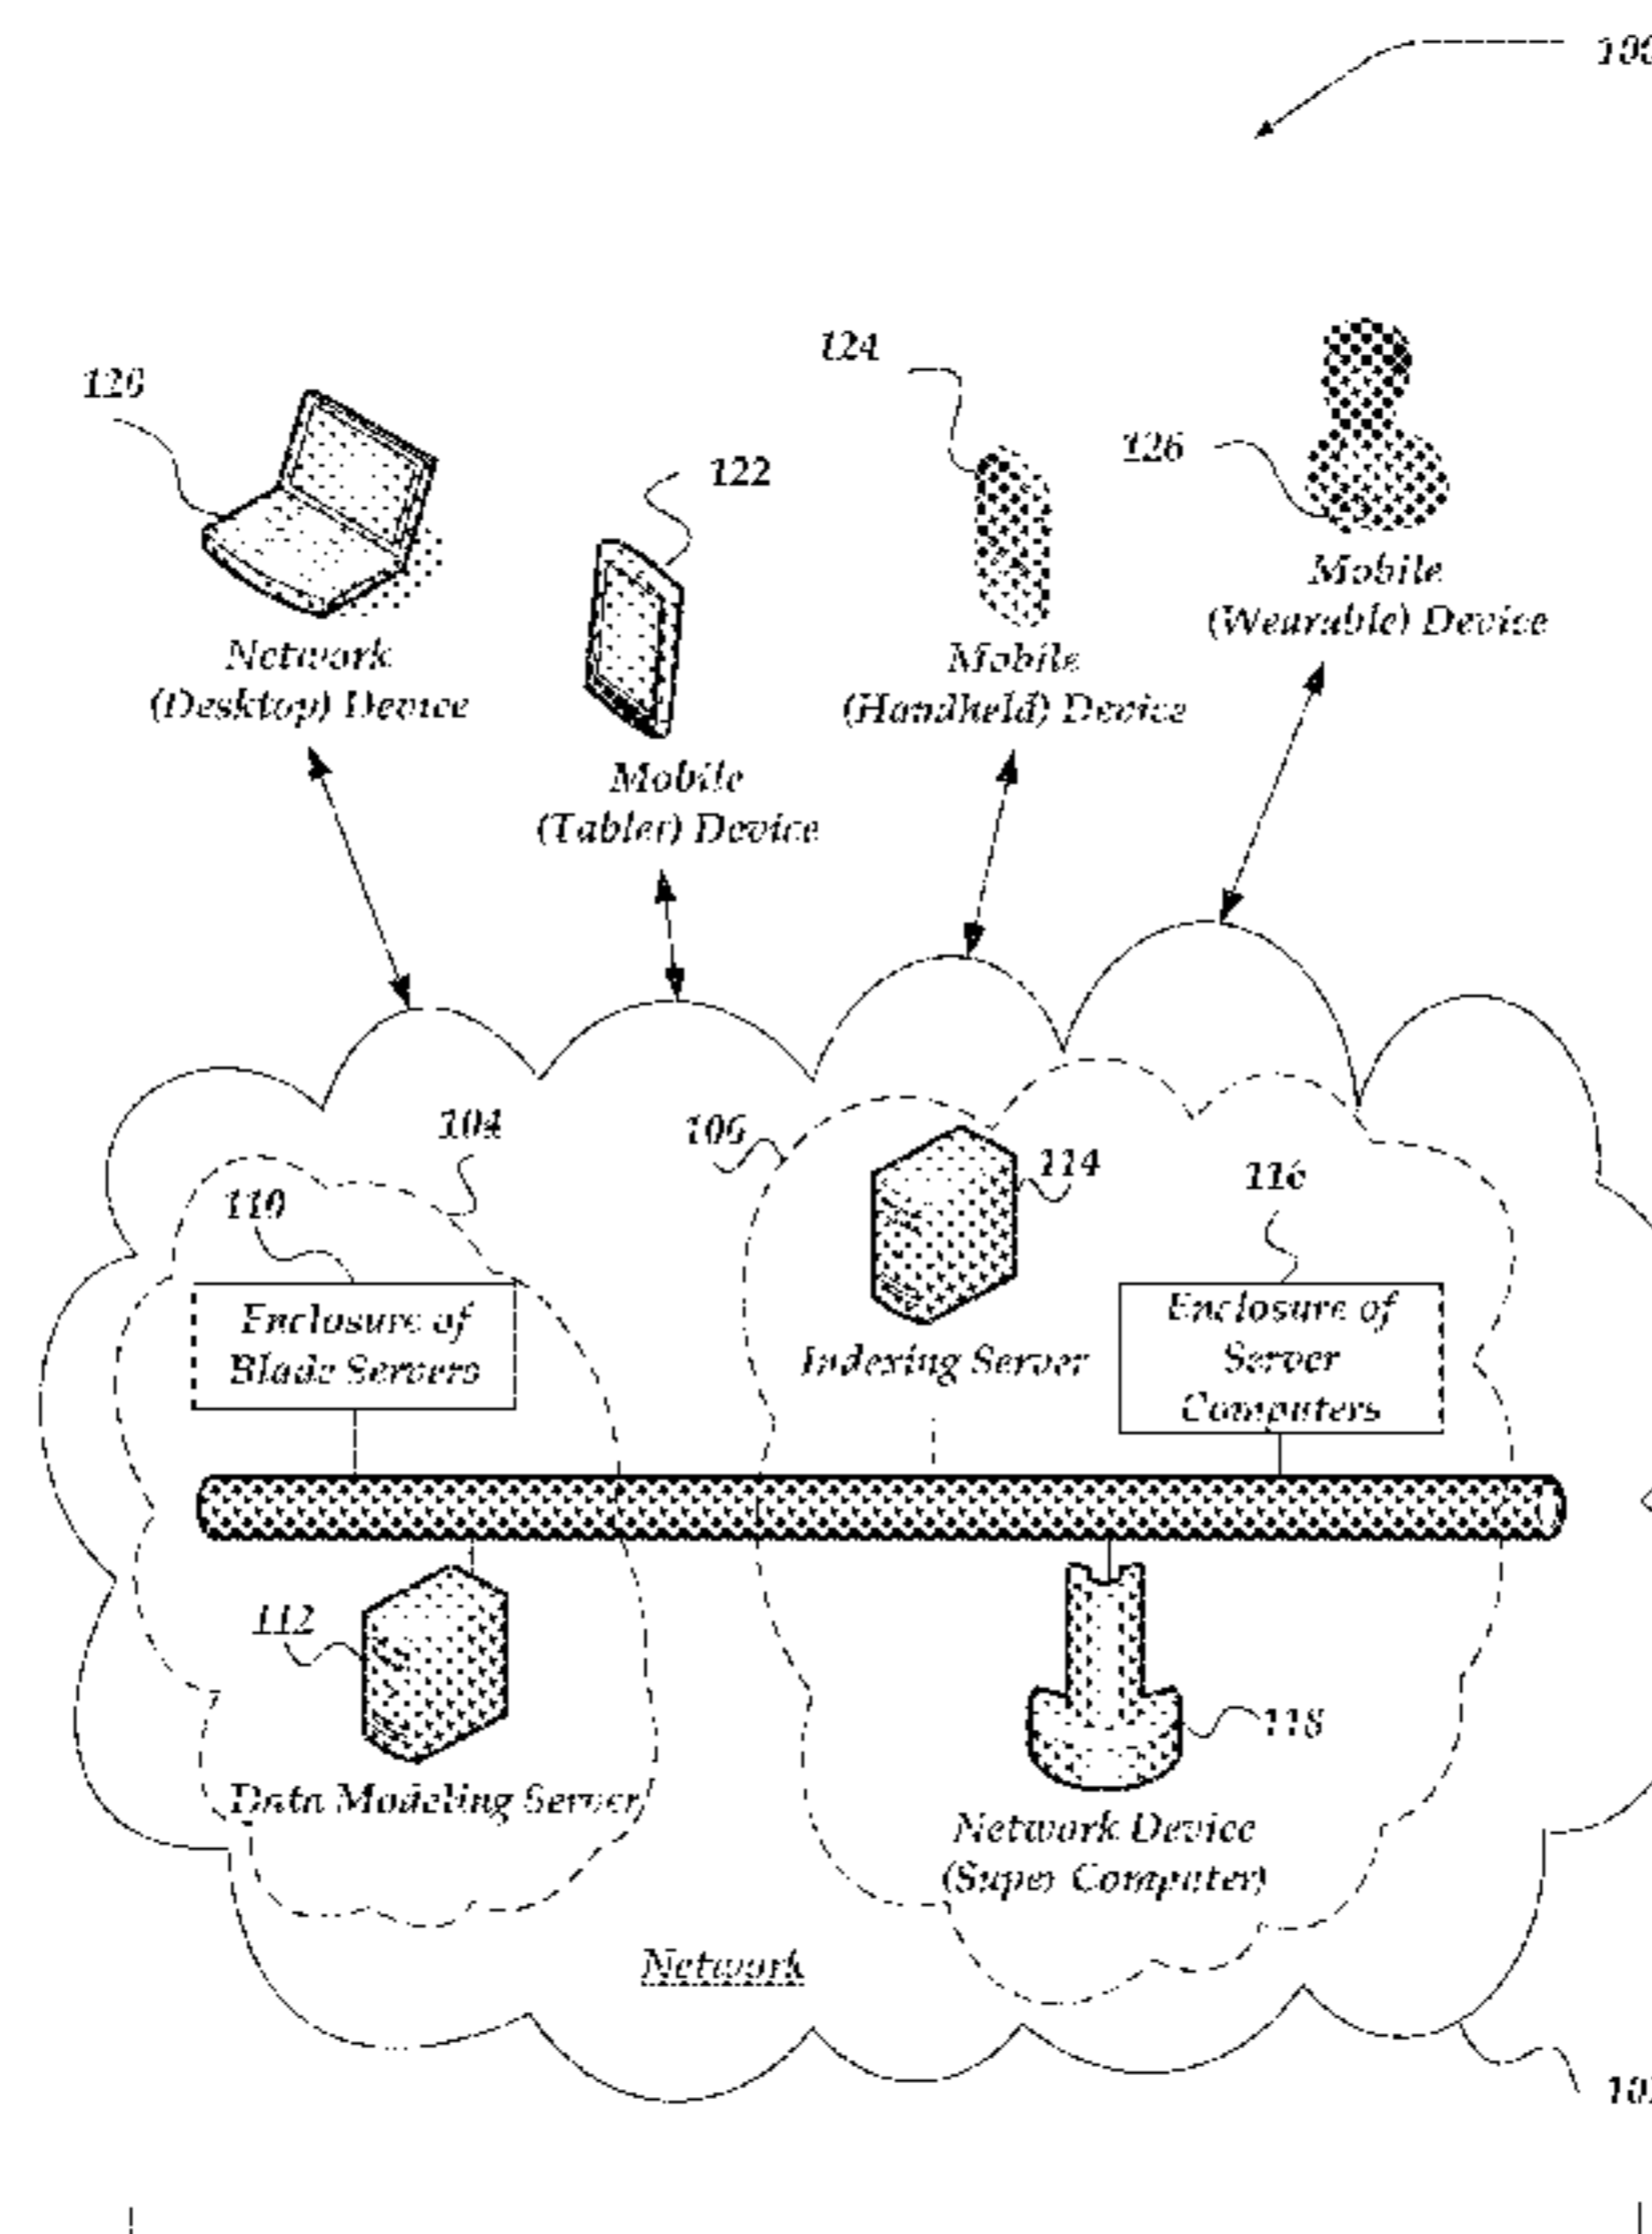 120
124
126
122
Mobile
(Wearable) Device
Network
(Desktop) Device
Mobile
(Handheld) Device
Mobile
(Tablet) Device
104
106
114
116
110
Enclosure of
Blade Servers
Enclosure of
Server
Computers
Indexing Server
112
118
Data Modeling Server
Network Device
(Super Computer)
Network